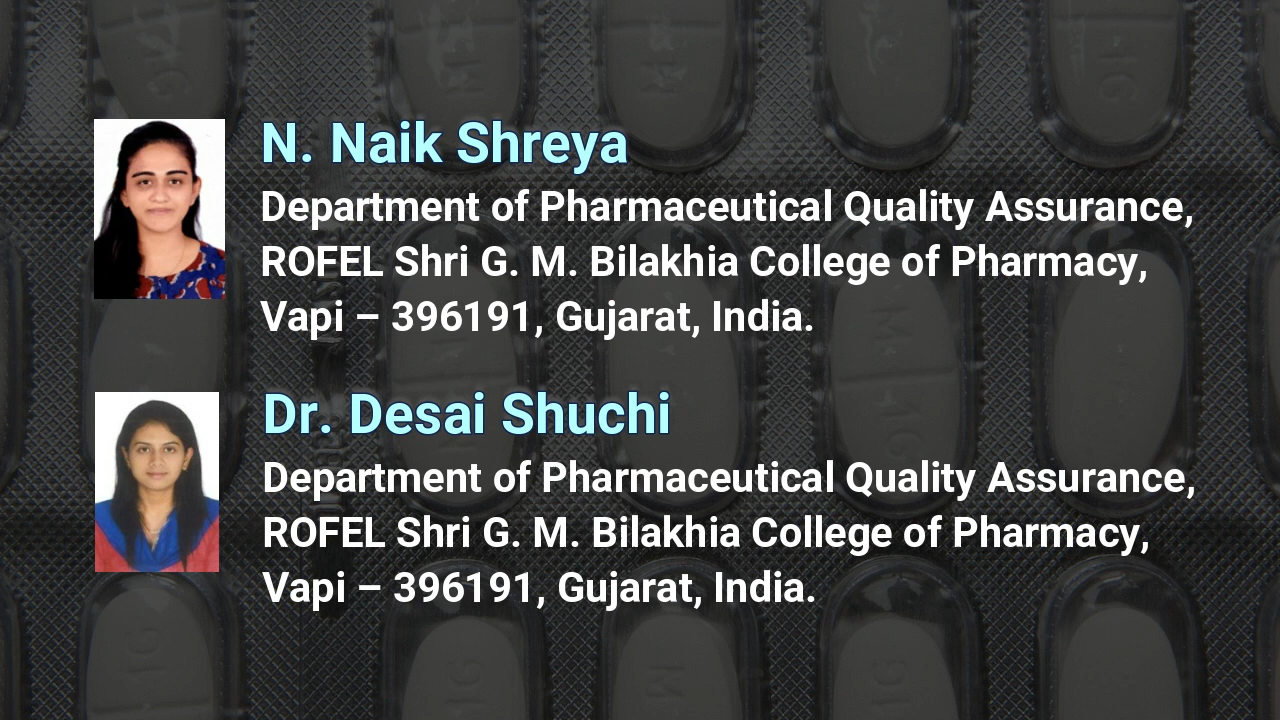 N. Naik Shreya
Department of Pharmaceutical Quality Assurance,
ROFEL Shri G. M. Bilakhia College of Pharmacy,
Vapi – 396191, Gujarat, India.
Dr. Desai Shuchi
Department of Pharmaceutical Quality Assurance,
ROFEL Shri G. M. Bilakhia College of Pharmacy,
Vapi – 396191, Gujarat, India.